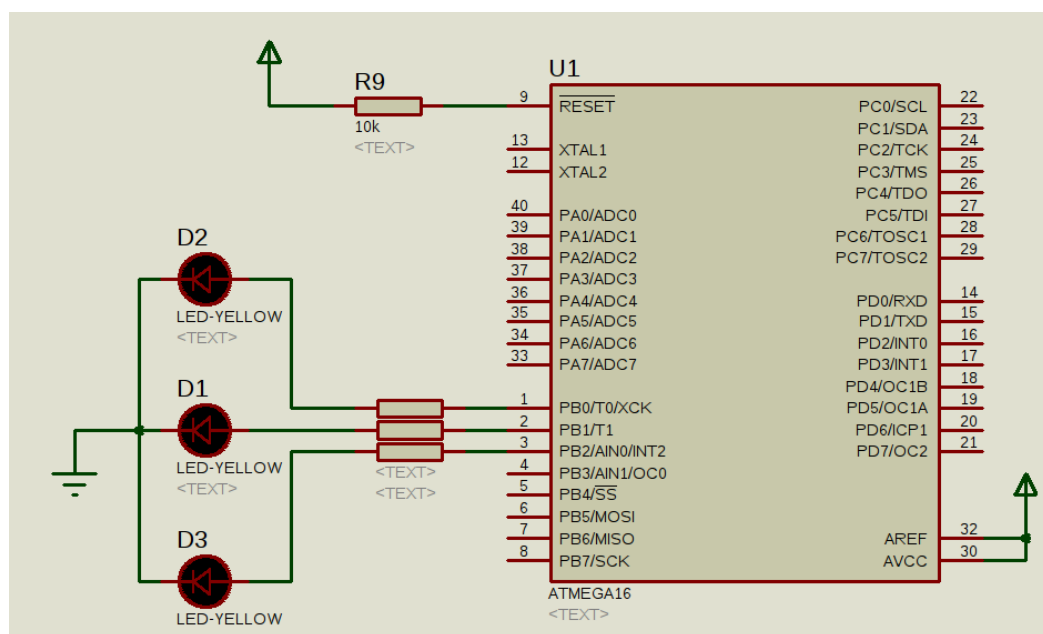 R9
10k
<TEXT>
U1
9 RESET
13 XTAL1
12 XTAL2
40 PA0/ADC0
39 PA1/ADC1
38 PA2/ADC2
37 PA3/ADC3
36 PA4/ADC4
35 PA5/ADC5
34 PA6/ADC6
33 PA7/ADC7
1 PB0/T0/XCK
2 PB1/T1
3 PB2/AIN0/INT2
4 PB3/AIN1/OC0
5 PB4/SS
6 PB5/MOSI
7 PB6/MISO
8 PB7/SCK
PC0/SCL 22
PC1/SDA 23
PC2/TCK 24
PC3/TMS 25
PC4/TDO 26
PC5/TDI 27
PC6/TOSC1 28
PC7/TOSC2 29
PD0/RXD 14
PD1/TXD 15
PD2/INT0 16
PD3/INT1 17
PD4/OC1B 18
PD5/OC1A 19
PD6/ICP1 20
PD7/OC2 21
AREF 32
AVCC 30
ATMEGA16
<TEXT>
D2
LED-YELLOW
<TEXT>
D1
LED-YELLOW
<TEXT>
D3
LED-YELLOW
<TEXT>
<TEXT>